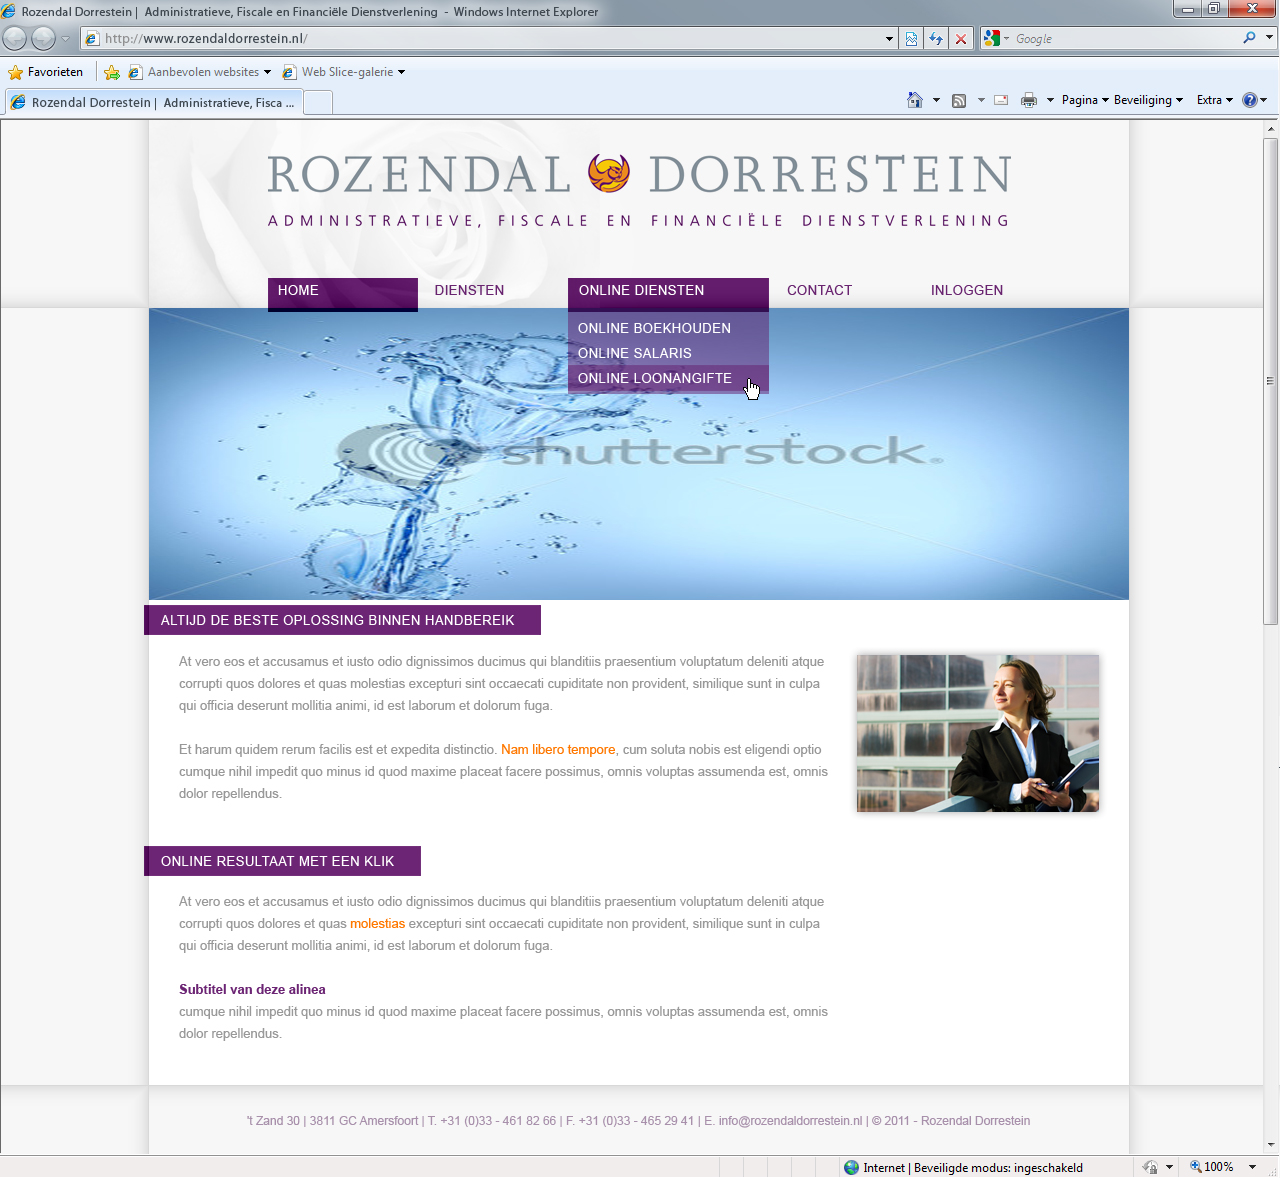 Rozendal Dorrestein | Administratieve, Fiscale en Financiële Dienstverlening - Windows Internet Explorer
http://www.rozendaldorrestein.nl/
Google
Favorieten
Aanbevolen websites
Web Slice-galerie
Rozendal Dorrestein | Administratieve, Fisca ...
Pagina
Beveiliging
Extra
ROZENDAL DORRESTEIN
ADMINISTRATIEVE, FISCALE EN FINANCIËLE DIENSTVERLENING
HOME
DIENSTEN
ONLINE DIENSTEN
CONTACT
INLOGGEN
ONLINE BOEKHOUDEN
ONLINE SALARIS
ONLINE LOONANGIFTE
shutterstock
ALTIJD DE BESTE OPLOSSING BINNEN HANDBEREIK
At vero eos et accusamus et iusto odio dignissimos ducimus qui blanditiis praesentium voluptatum deleniti atque
corrupti quos dolores et quas molestias excepturi sint occaecati cupiditate non provident, similique sunt in culpa
qui officia deserunt mollitia animi, id est laborum et dolorum fuga.
Et harum quidem rerum facilis est et expedita distinctio. Nam libero tempore, cum soluta nobis est eligendi optio
cumque nihil impedit quo minus id quod maxime placeat facere possimus, omnis voluptas assumenda est, omnis
dolor repellendus.
ONLINE RESULTAAT MET EEN KLIK
At vero eos et accusamus et iusto odio dignissimos ducimus qui blanditiis praesentium voluptatum deleniti atque
corrupti quos dolores et quas molestias excepturi sint occaecati cupiditate non provident, similique sunt in culpa
qui officia deserunt mollitia animi, id est laborum et dolorum fuga.
Subtitel van deze alinea
cumque nihil impedit quo minus id quod maxime placeat facere possimus, omnis voluptas assumenda est, omnis
dolor repellendus.
't Zand 30 | 3811 GC Amersfoort | T. +31 (0)33 - 461 82 66 | F. +31 (0)33 - 465 29 41 | E. info@rozendaldorrestein.nl | © 2011 - Rozendal Dorrestein
Internet | Beveiligde modus: ingeschakeld
100%